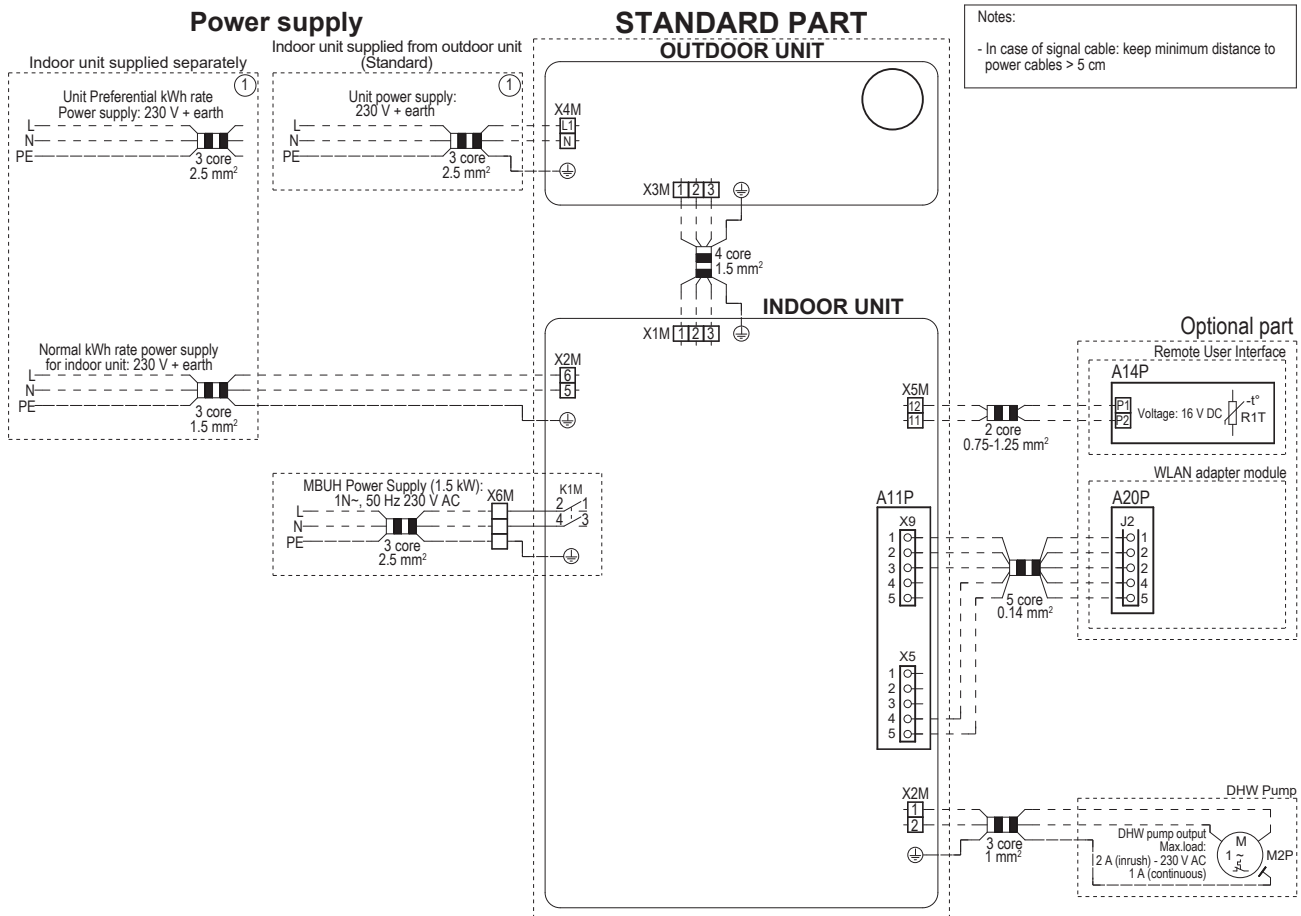 Power supply
STANDARD PART
Notes:
- In case of signal cable: keep minimum distance to
power cables > 5 cm
Indoor unit supplied separately
Indoor unit supplied from outdoor unit
(Standard)
OUTDOOR UNIT
1
Unit Preferential kWh rate
Power supply: 230 V + earth
L
N
PE
3 core
2.5 mm²
1
Unit power supply:
230 V + earth
L
N
PE
3 core
2.5 mm²
X4M
L1
N
X3M 1 2 3
4 core
1.5 mm²
INDOOR UNIT
X1M 1 2 3
Normal kWh rate power supply
for indoor unit: 230 V + earth
L
N
PE
3 core
1.5 mm²
X2M
6
5
MBUH Power Supply (1.5 kW):
1N~, 50 Hz 230 V AC
L
N
PE
3 core
2.5 mm²
X6M
K1M
2 1
4 3
X5M
12
11
2 core
0.75-1.25 mm²
Optional part
Remote User Interface
A14P
P1
P2
Voltage: 16 V DC
-t°
R1T
WLAN adapter module
A11P
X9
1
2
3
4
5
5 core
0.14 mm²
A20P
J2
1
2
2
4
5
X5
1
2
3
4
5
X2M
1
2
3 core
1 mm²
DHW Pump
DHW pump output
Max.load:
2 A (inrush) - 230 V AC
1 A (continuous)
M
1 ~
M2P